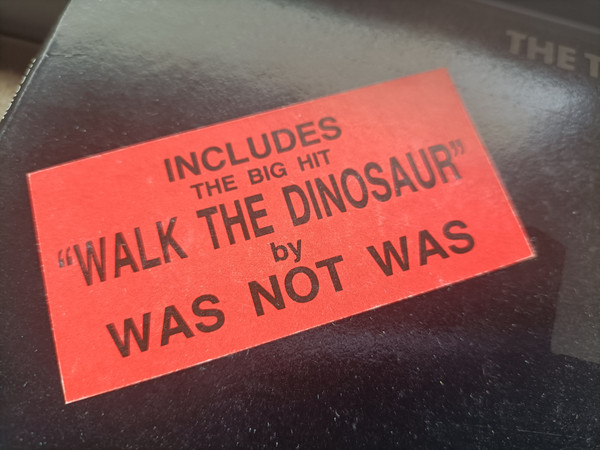 THE T
INCLUDES
THE BIG HIT
“WALK THE DINOSAUR”
by
WAS NOT WAS